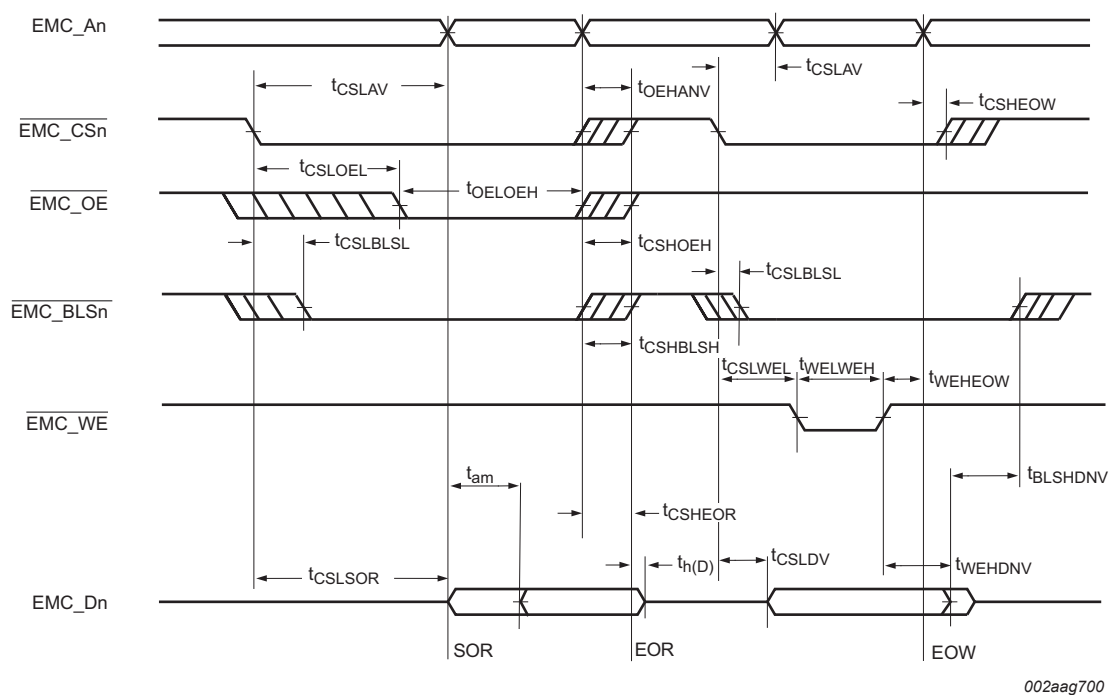 EMC_An
tCSLAV
tCSLAV
tOEHANV
tCSHEOW
EMC_CSn
tCSLOEL
tOELOEH
EMC_OE
tCSLBLSL
tCSHOEH
tCSLBLSL
EMC_BLSn
tCSHBLSH
tCSLWEL
tWELWEH
tWEHEOW
EMC_WE
tam
tBLSHDNV
tCSHEOR
tCSLSOR
th(D)
tCSLDV
tWEHDNV
EMC_Dn
SOR
EOR
EOW
002aag700